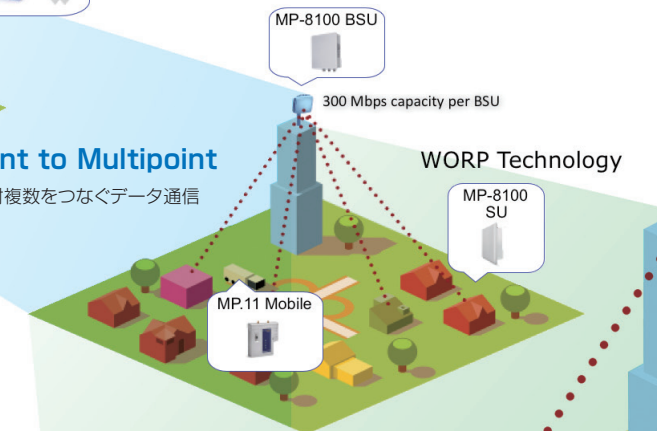 MP-8100 BSU
300 Mbps capacity per BSU
nt to Multipoint
複数をつなぐデータ通信
WORP Technology
MP-8100
SU
MP.11 Mobile